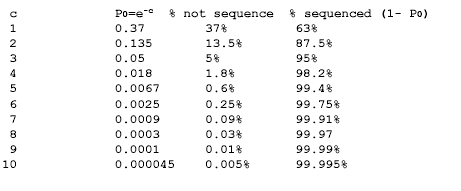 c P₀=e⁻ᶜ % not sequence % sequenced (1- P₀)
1 0.37 37% 63%
2 0.135 13.5% 87.5%
3 0.05 5% 95%
4 0.018 1.8% 98.2%
5 0.0067 0.6% 99.4%
6 0.0025 0.25% 99.75%
7 0.0009 0.09% 99.91%
8 0.0003 0.03% 99.97
9 0.0001 0.01% 99.99%
10 0.000045 0.005% 99.995%